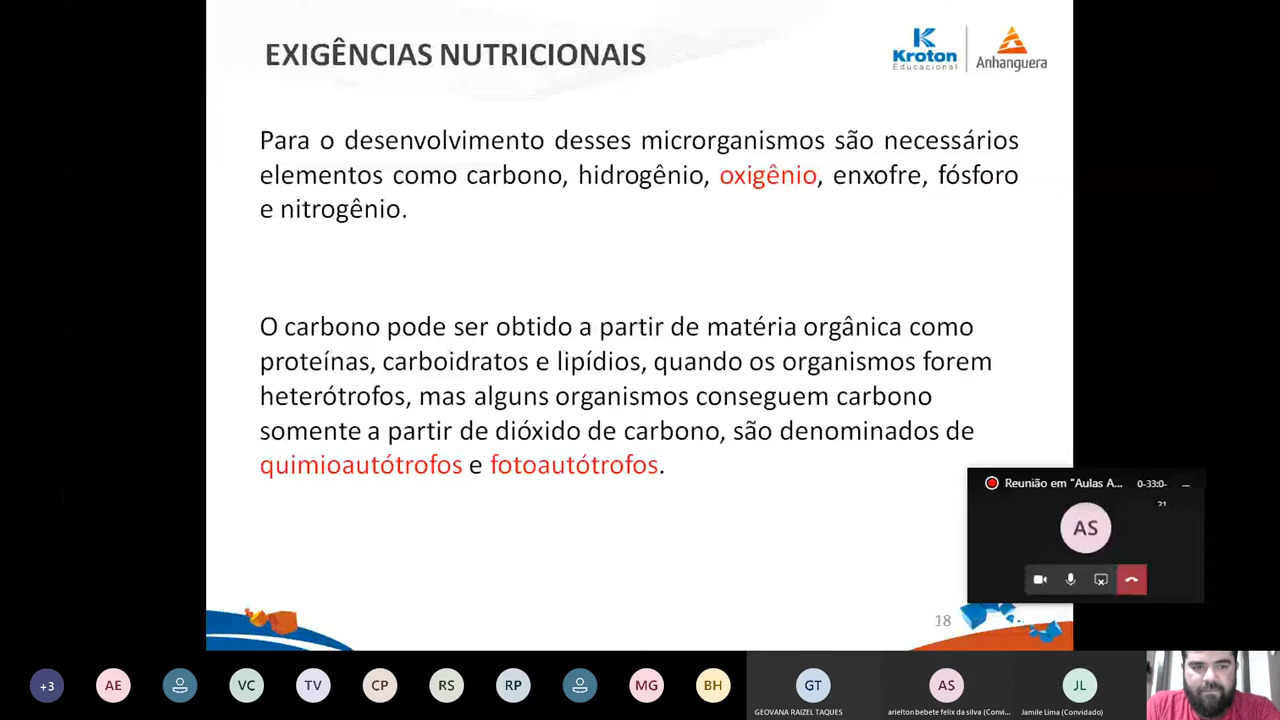 EXIGÊNCIAS NUTRICIONAIS
Kroton
Educacional
Anhanguera
Para o desenvolvimento desses microrganismos são necessários
elementos como carbono, hidrogênio, oxigênio, enxofre, fósforo
e nitrogênio.
O carbono pode ser obtido a partir de matéria orgânica como
proteínas, carboidratos e lipídios, quando os organismos forem
heterótrofos, mas alguns organismos conseguem carbono
somente a partir de dióxido de carbono, são denominados de
quimioautótrofos e fotoautótrofos.
Reunião em "Aulas A...
AS
18
+3
AE
VC
TV
CP
RS
RP
MG
BH
GT
AS
JL
GEOVANA RAIZEL TAQUES
arielton bebete felix da silva (Convi...
Jamile Lima (Convidado)